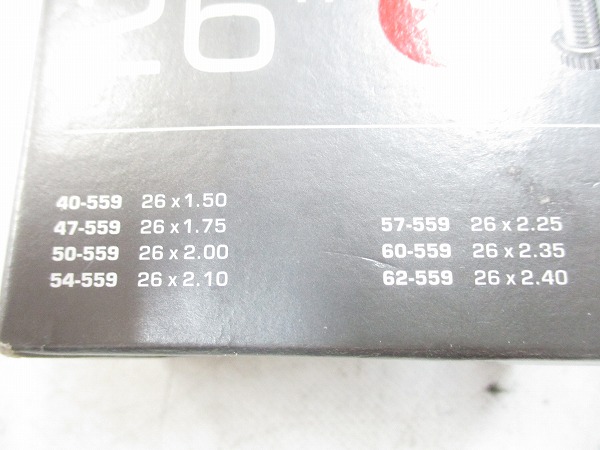 26"
40-559 26 x 1.50
47-559 26 x 1.75
50-559 26 x 2.00
54-559 26 x 2.10
57-559 26 x 2.25
60-559 26 x 2.35
62-559 26 x 2.40